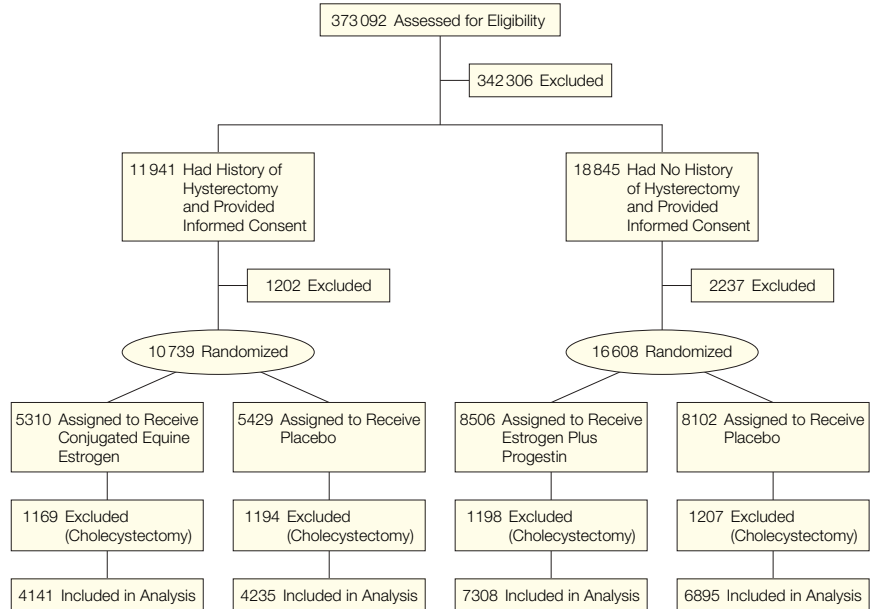 373 092 Assessed for Eligibility
342 306 Excluded
11 941 Had History of
Hysterectomy
and Provided
Informed Consent
18 845 Had No History
of Hysterectomy
and Provided
Informed Consent
1202 Excluded
2237 Excluded
10 739 Randomized
16 608 Randomized
5310 Assigned to Receive
Conjugated Equine
Estrogen
5429 Assigned to Receive
Placebo
8506 Assigned to Receive
Estrogen Plus
Progestin
8102 Assigned to Receive
Placebo
1169 Excluded
(Cholecystectomy)
1194 Excluded
(Cholecystectomy)
1198 Excluded
(Cholecystectomy)
1207 Excluded
(Cholecystectomy)
4141 Included in Analysis
4235 Included in Analysis
7308 Included in Analysis
6895 Included in Analysis